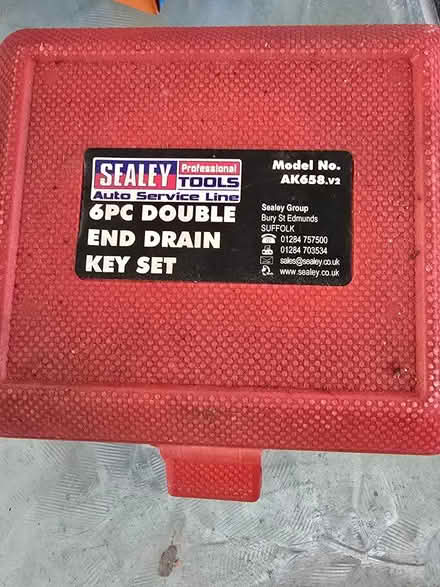 SEALEY Professional TOOLS
Auto Service Line
6PC DOUBLE
END DRAIN
KEY SET
Model No.
AK658.V2
Sealey Group
Bury St Edmunds
SUFFOLK
01284 757500
01284 703534
sales@sealey.co.uk
www.sealey.co.uk